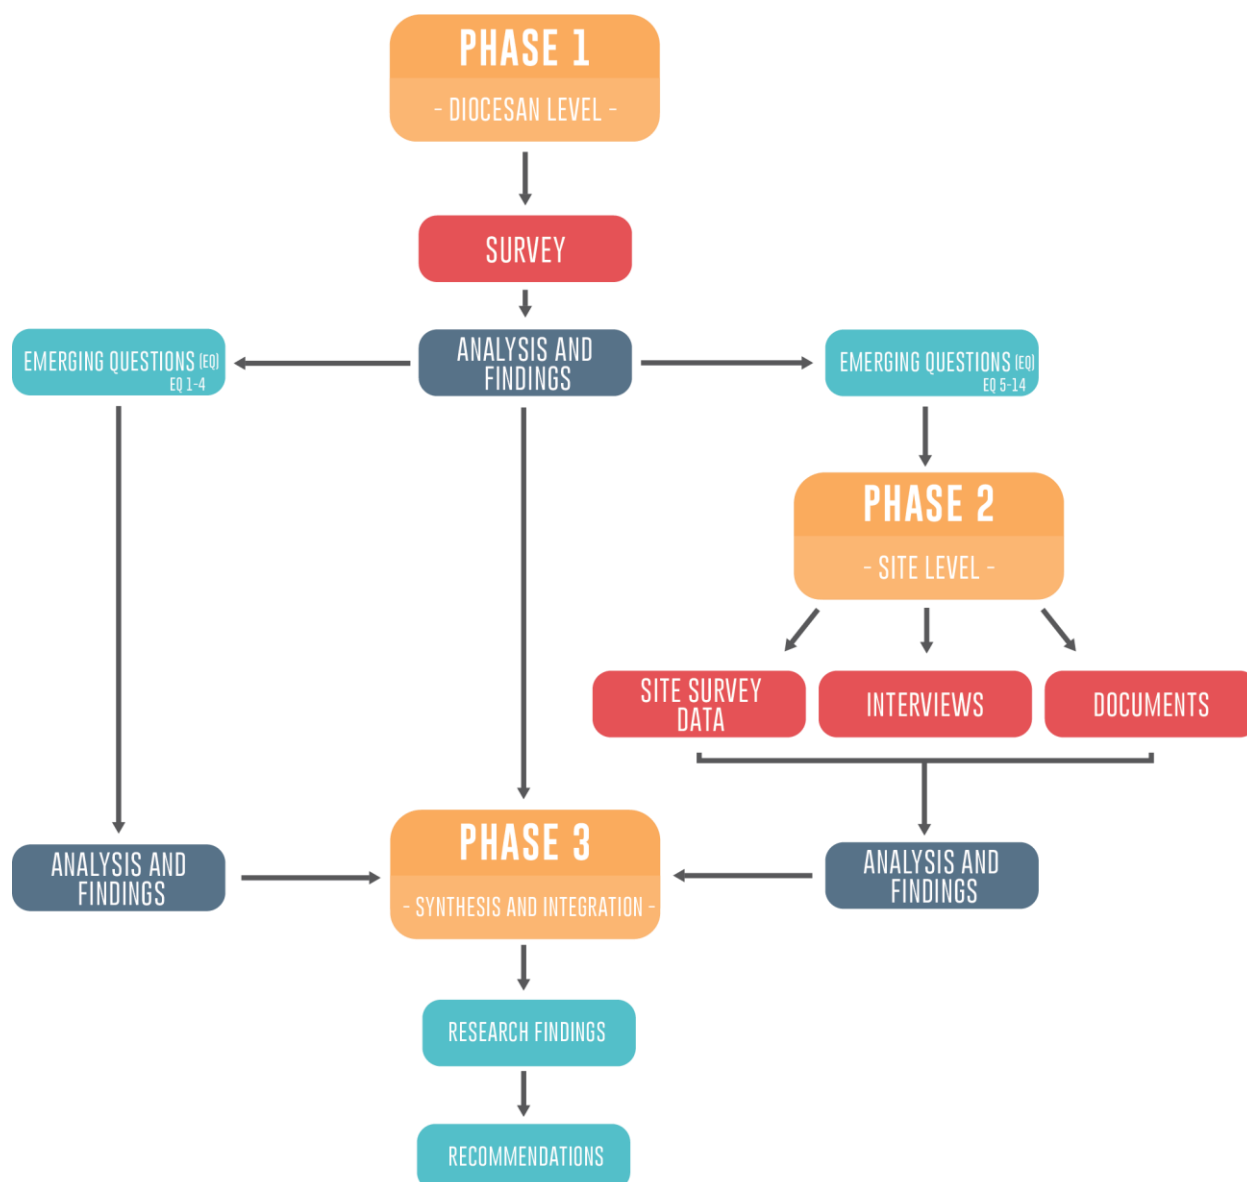 PHASE 1
- DIOCESAN LEVEL -
SURVEY
EMERGING QUESTIONS (EQ)
EQ 1-4
ANALYSIS AND
FINDINGS
EMERGING QUESTIONS (EQ)
EQ 5-14
PHASE 2
- SITE LEVEL -
SITE SURVEY
DATA
INTERVIEWS
DOCUMENTS
ANALYSIS AND
FINDINGS
PHASE 3
- SYNTHESIS AND INTEGRATION -
ANALYSIS AND
FINDINGS
RESEARCH FINDINGS
RECOMMENDATIONS